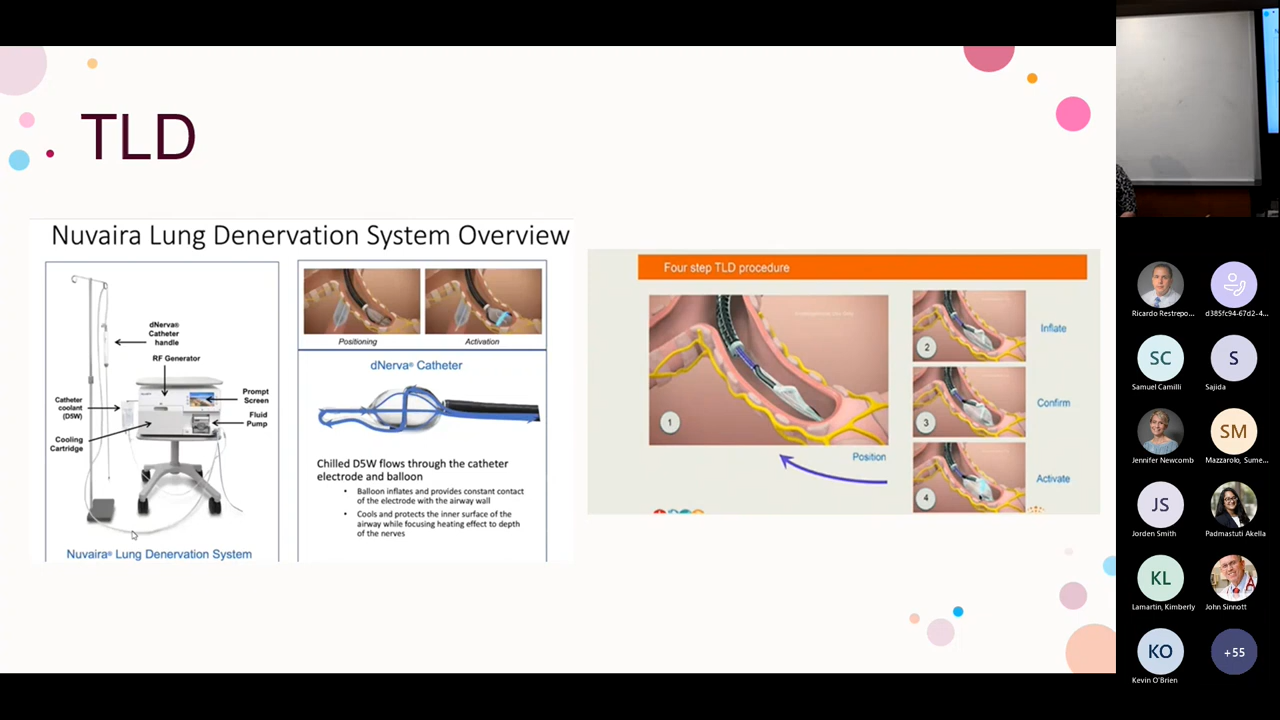 TLD
Nuvaira Lung Denervation System Overview
dNerva® Catheter handle
RF Generator
Prompt Screen
Catheter coolant (D5W)
Fluid Pump
Cooling Cartridge
Nuvaira® Lung Denervation System
Positioning
Activation
dNerva® Catheter
Chilled D5W flows through the catheter
electrode and balloon
• Balloon inflates and provides constant contact
of the electrode with the airway wall
• Cools and protects the inner surface of the
airway while focusing heating effect to depth
of the nerves
Four step TLD procedure
1
Position
2
Inflate
3
Confirm
4
Activate
Ricardo Restrepo...
d385fc94-67d2-4...
SC
Samuel Camilli
S
Sajida
Jennifer Newcomb
SM
Mazzarolo, Sume...
JS
Jorden Smith
Padmastuti Akella
KL
Lamartin, Kimberly
A
John Sinnott
KO
Kevin O'Brien
+55